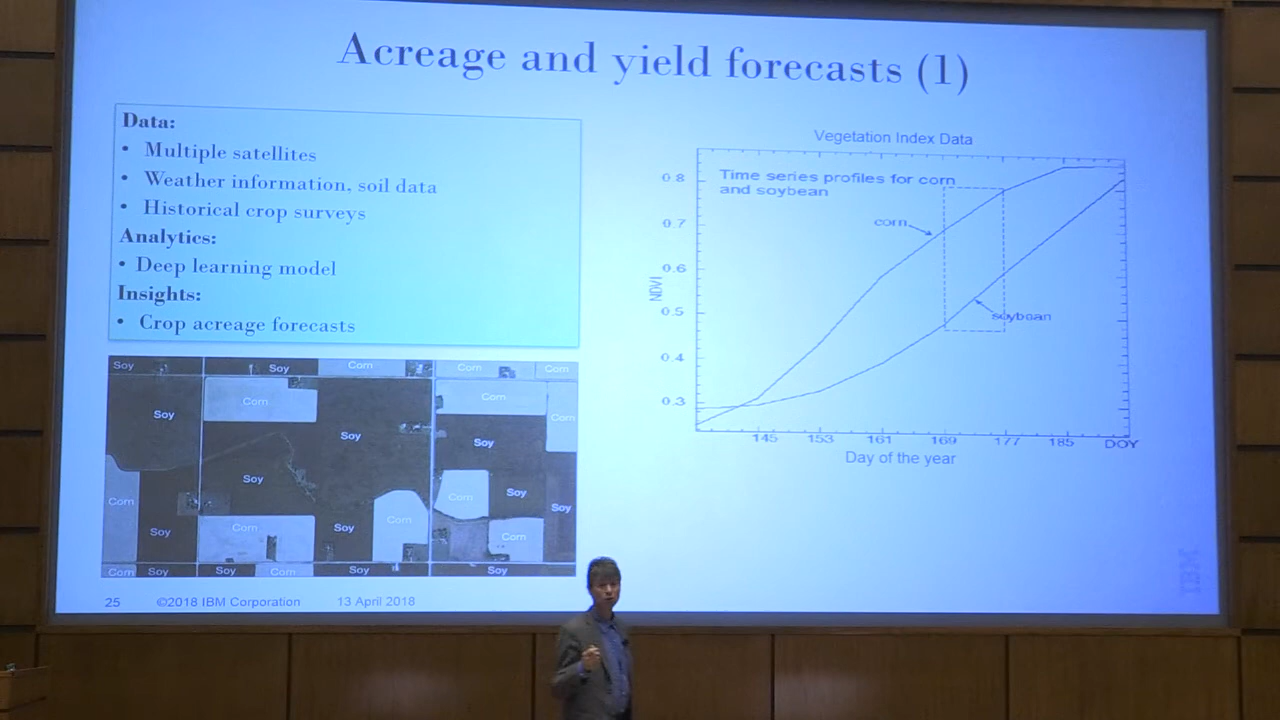 Acreage and yield forecasts (1)
Data:
• Multiple satellites
• Weather information, soil data
• Historical crop surveys
Analytics:
• Deep learning model
Insights:
• Crop acreage forecasts
Vegetation Index Data
Time series profiles for corn
and soybean
corn
soybean
NDVI
0.8
0.7
0.6
0.5
0.4
0.3
145 153 161 169 177 185 DOY
Day of the year
Soy Soy Corn Corn Corn
Corn Corn
Soy Corn
Soy Soy
Soy
Corn Corn Soy Soy
Corn Soy Soy Corn Corn
Corn Soy Soy Corn Soy Soy
25 ©2018 IBM Corporation 13 April 2018
IBM